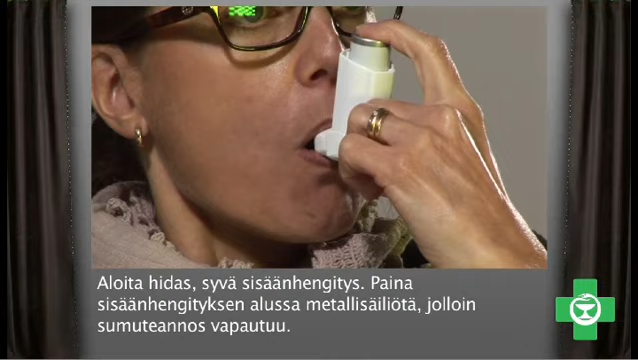 Aloita hidas, syvä sisäänhengitys. Paina
sisäänhengityksen alussa metallisäiliötä, jolloin
sumuteannos vapautuu.